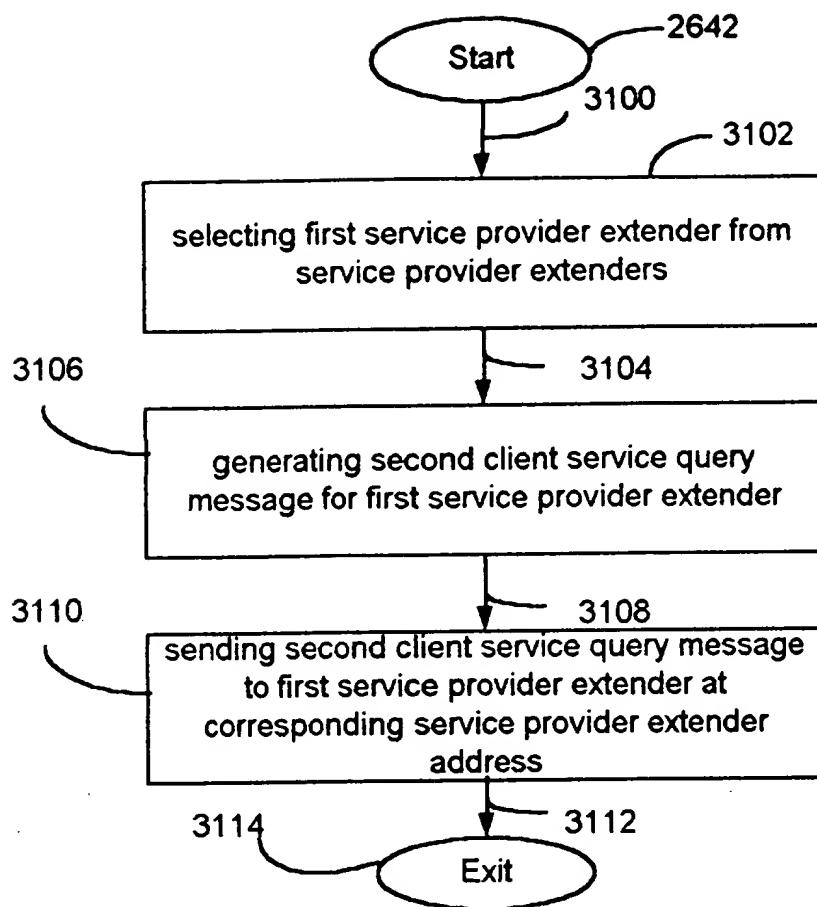 Start
2642
3100
3102
selecting first service provider extender from
service provider extenders
3104
3106
generating second client service query
message for first service provider extender
3108
3110
sending second client service query message
to first service provider extender at
corresponding service provider extender
address
3112
3114
Exit